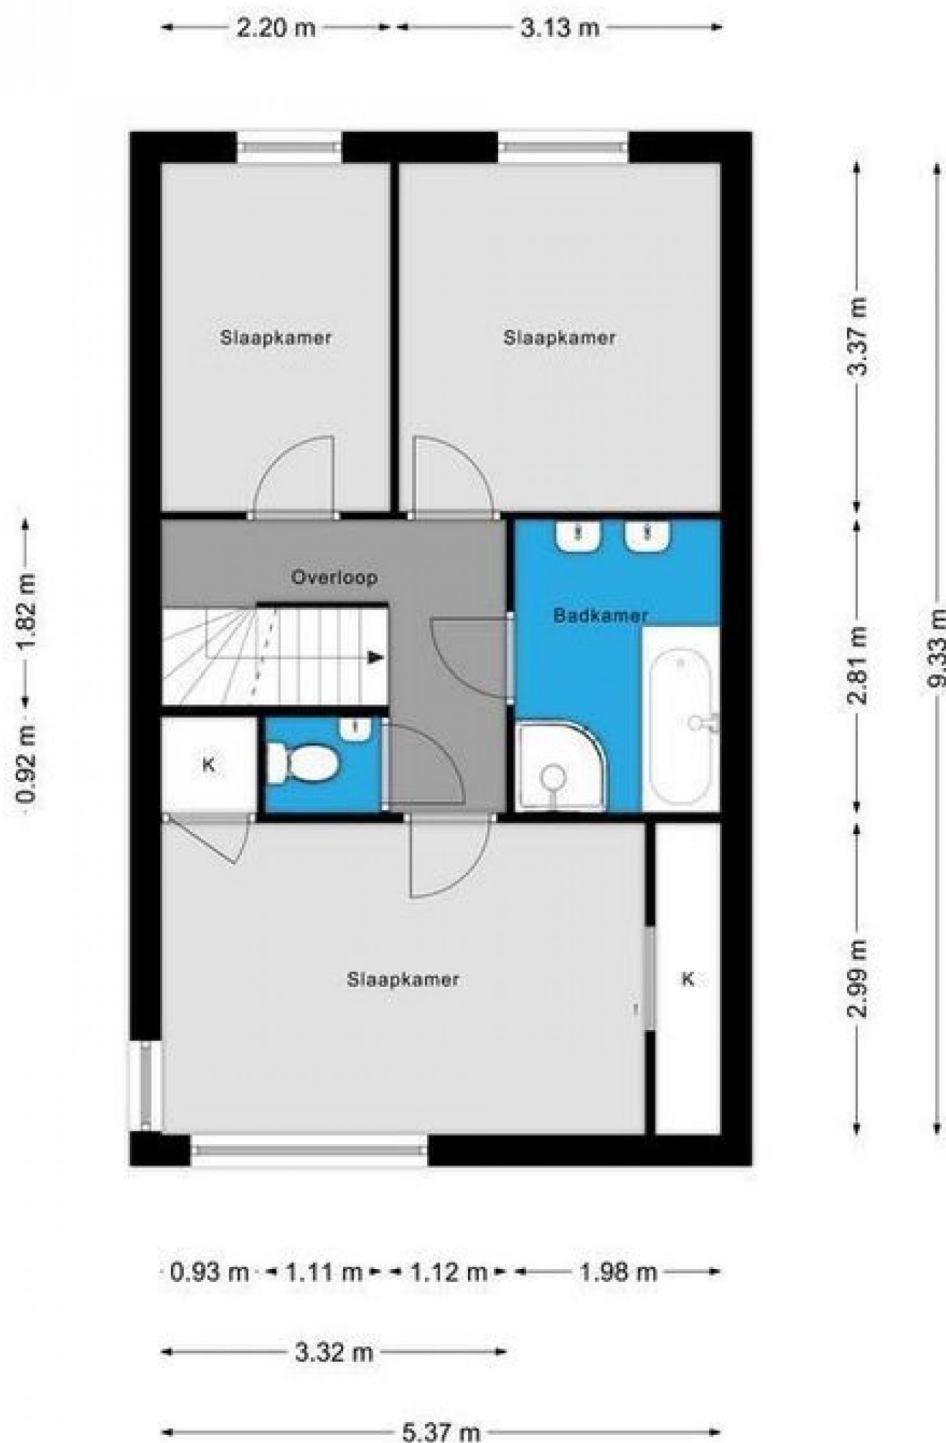 2.20 m
3.13 m
Slaapkamer
Slaapkamer
3.37 m
9.33 m
Overloop
Badkamer
1.82 m
2.81 m
K
0.92 m
Slaapkamer
K
2.99 m
0.93 m
1.11 m
1.12 m
1.98 m
3.32 m
5.37 m